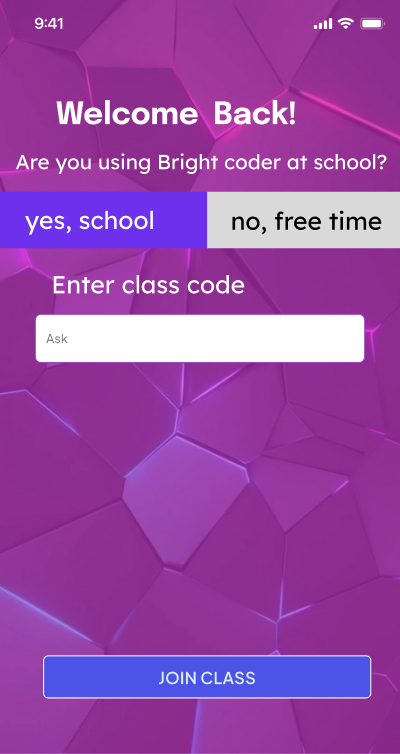 9:41
Welcome Back!
Are you using Bright coder at school?
yes, school
no, free time
Enter class code
Ask
JOIN CLASS